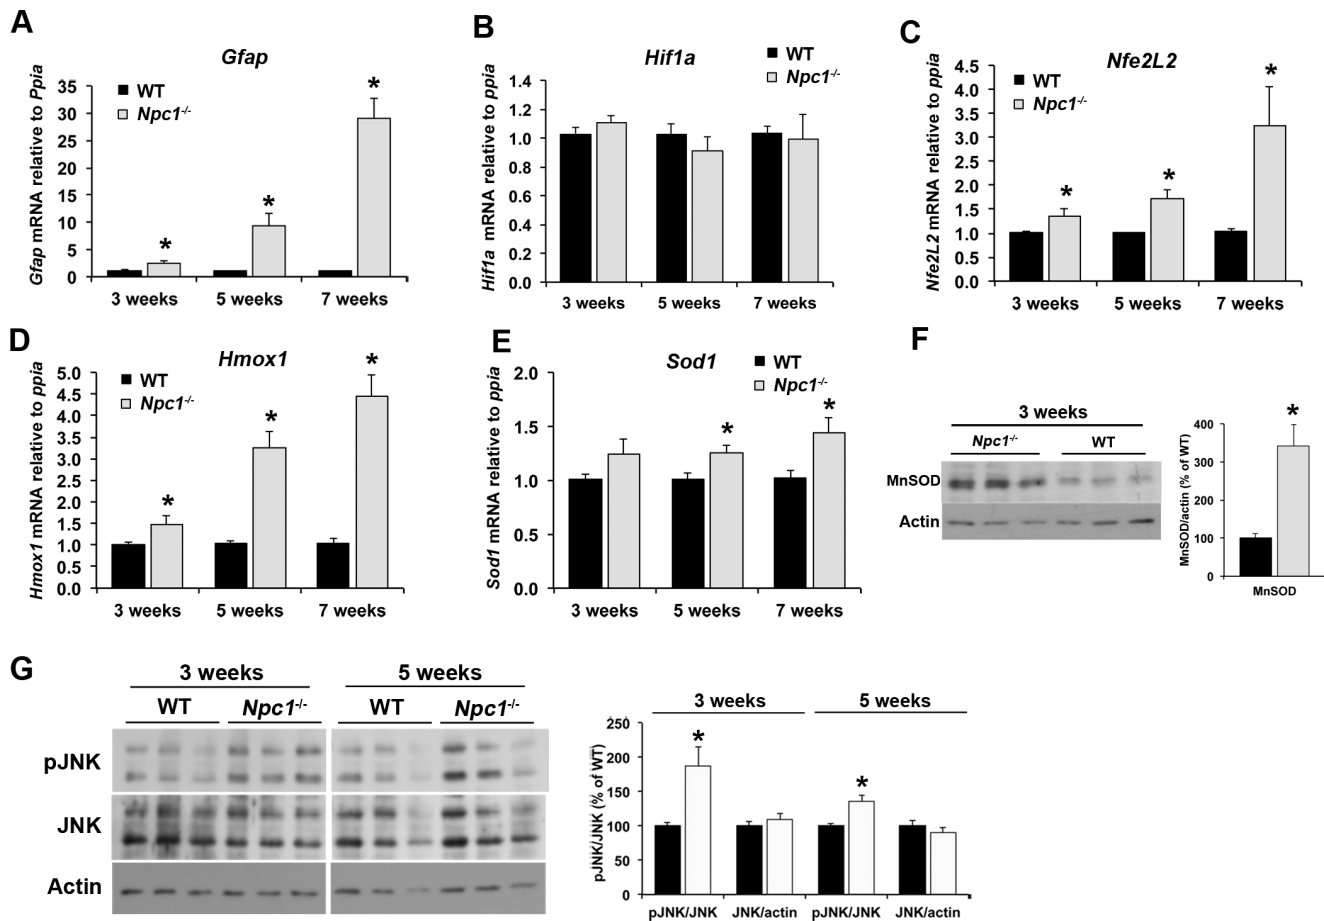 A
Gfap
WT
Npc1-/-
Gfap mRNA relative to Ppia
35
30
25
20
15
10
5
0
*
*
*
3 weeks 5 weeks 7 weeks
B
Hif1a
WT
Npc1-/-
Hif1a mRNA relative to ppia
1.4
1.2
1.0
0.8
0.6
0.4
0.2
0.0
3 weeks 5 weeks 7 weeks
C
Nfe2L2
WT
Npc1-/-
Nfe2L2 mRNA relative to ppia
4.5
4.0
3.5
3.0
2.5
2.0
1.5
1.0
0.5
0.0
*
*
*
3 weeks 5 weeks 7 weeks
D
Hmox1
WT
Npc1-/-
Hmox1 mRNA relative to ppia
5.0
4.5
4.0
3.5
3.0
2.5
2.0
1.5
1.0
0.5
0.0
*
*
*
3 weeks 5 weeks 7 weeks
E
Sod1
WT
Npc1-/-
Sod1 mRNA relative to ppia
2.0
1.5
1.0
0.5
0.0
*
*
3 weeks 5 weeks 7 weeks
F
3 weeks
Npc1-/- WT
MnSOD
Actin
MnSOD/actin (% of WT)
400
300
200
100
0
*
MnSOD
G
3 weeks 5 weeks
WT Npc1-/- WT Npc1-/-
pJNK
JNK
Actin
3 weeks 5 weeks
pJNK/JNK (% of WT)
250
200
150
100
50
0
*
*
pJNK/JNK JNK/actin pJNK/JNK JNK/actin